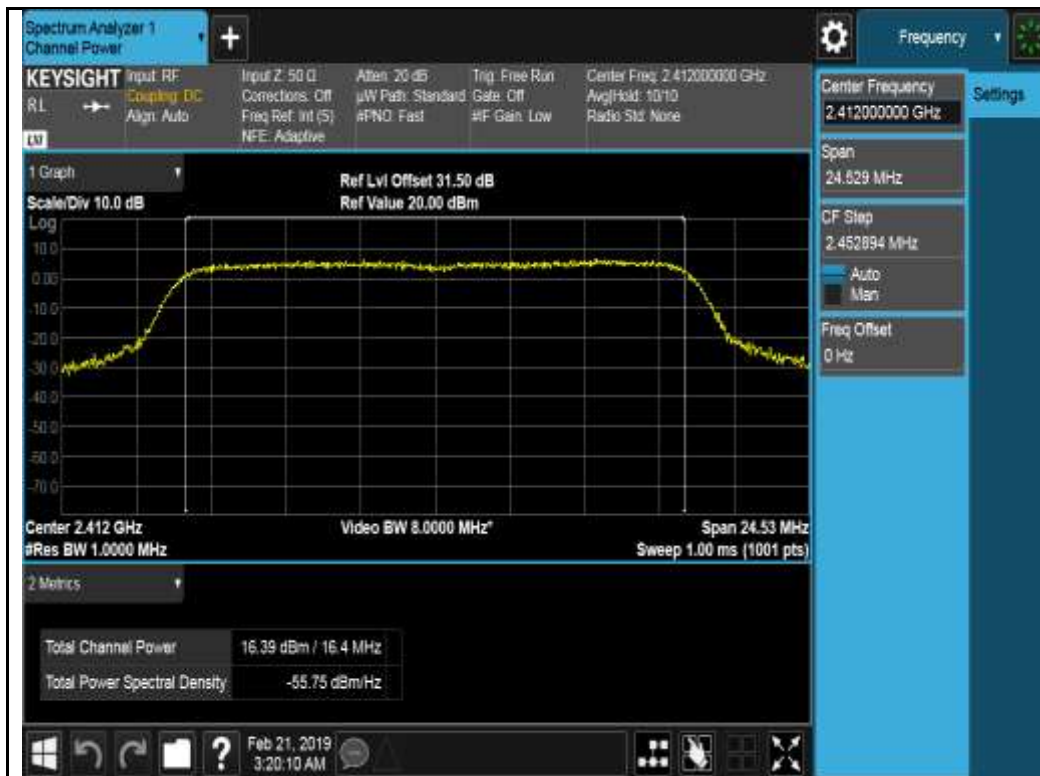 Spectrum Analyzer 1
Channel Power
+
Frequency
KEYSIGHT
RL
Input: RF
Coupling: DC
Align: Auto
Input Z: 50 Ω
Corrections: Off
Freq Ref: Int (S)
NFE: Adaptive
Atten: 20 dB
µW Path: Standard
#PNO: Fast
Trig: Free Run
Gate: Off
#IF Gain: Low
Center Freq: 2.412000000 GHz
Avg|Hold: 10/10
Radio Std: None
1 Graph
Scale/Div 10.0 dB
Ref Lvl Offset 31.50 dB
Ref Value 20.00 dBm
Log
10.0
0.00
-10.0
-20.0
-30.0
-40.0
-50.0
-60.0
-70.0
Center 2.412 GHz
#Res BW 1.0000 MHz
Video BW 8.0000 MHz*
Span 24.53 MHz
Sweep 1.00 ms (1001 pts)
2 Metrics
Total Channel Power 16.39 dBm / 16.4 MHz
Total Power Spectral Density -55.75 dBm/Hz
Feb 21, 2019
3:20:10 AM
?
Center Frequency
2.412000000 GHz
Settings
Span
24.529 MHz
CF Step
2.452894 MHz
Auto
Man
Freq Offset
0 Hz